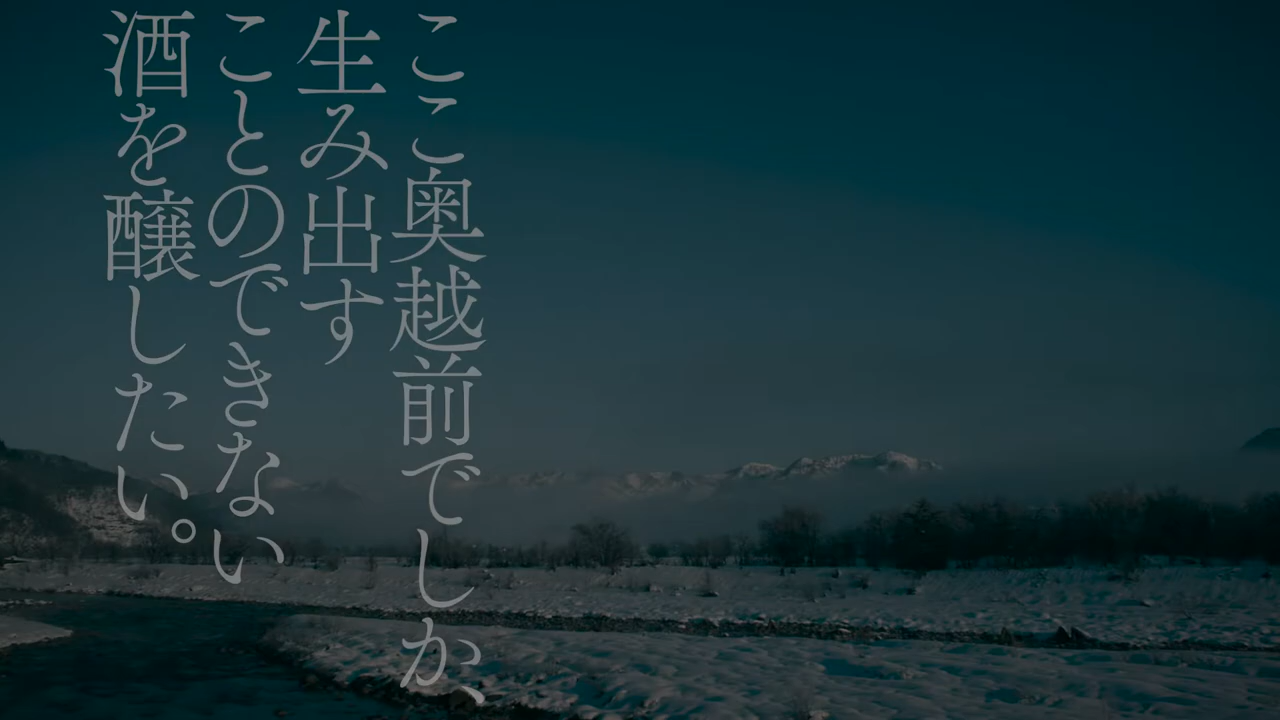 ここ奥越前でしか、
生み出す
ことのできない
酒を醸したい。